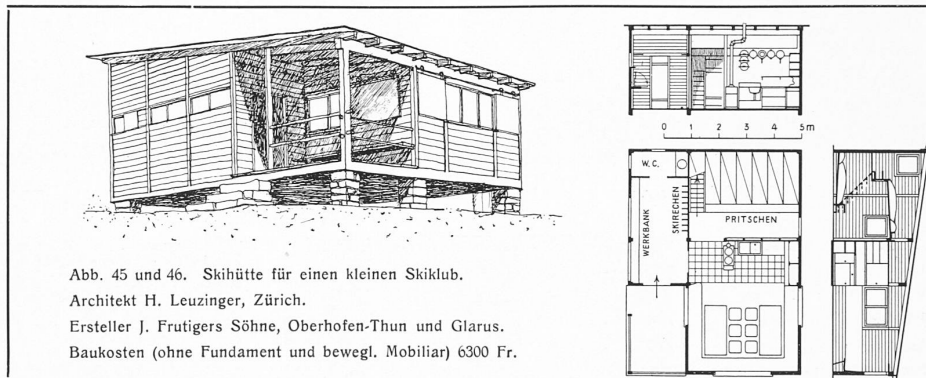 Abb. 45 und 46. Skihütte für einen kleinen Skiklub.
Architekt H. Leuzinger, Zürich.
Ersteller J. Frutigers Söhne, Oberhofen-Thun und Glarus.
Baukosten (ohne Fundament und bewegl. Mobiliar) 6300 Fr.
0 1 2 3 4 5 m
W.C.
WERKBANK
SKIRECHEN
PRITSCHEN